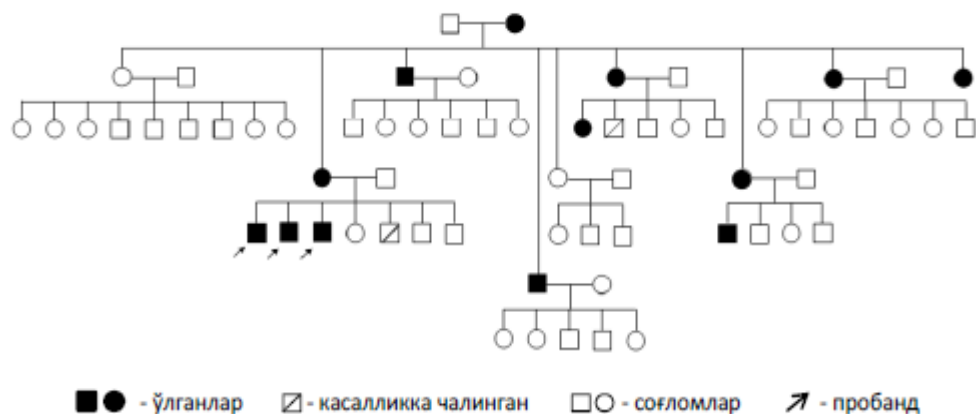 - ўлганлар - касалликка чалинган - соғломлар - пробанд